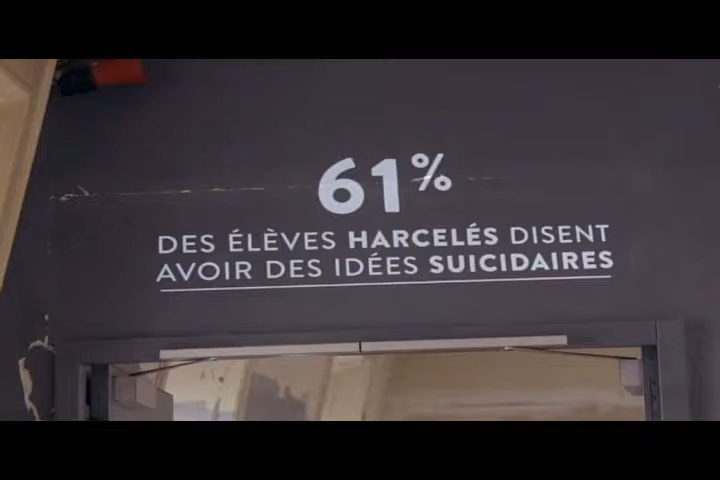 61%
DES ÉLÈVES HARCELÉS DISENT
AVOIR DES IDÉES SUICIDAIRES